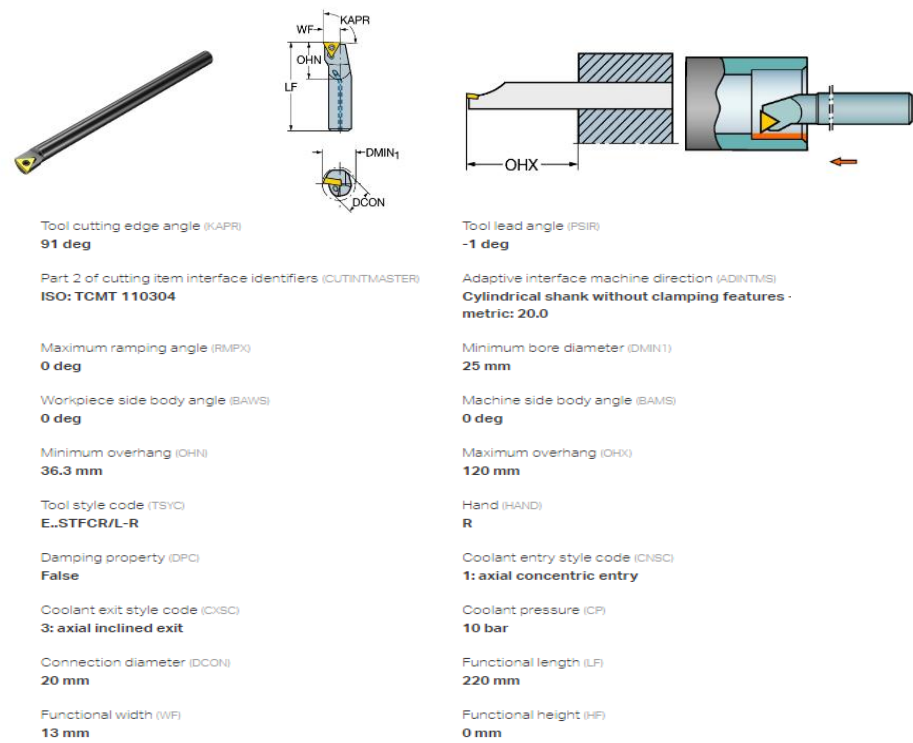 KAPR
WF
OHN
LF
DMIN1
DCON
OHX
Tool cutting edge angle (KAPR)
91 deg
Tool lead angle (PSIR)
-1 deg
Part 2 of cutting item interface identifiers (CUTINTMASTER)
ISO: TCMT 110304
Adaptive interface machine direction (ADINTMS)
Cylindrical shank without clamping features -
metric: 20.0
Maximum ramping angle (RMPX)
0 deg
Minimum bore diameter (DMIN1)
25 mm
Workpiece side body angle (BAWS)
0 deg
Machine side body angle (BAMS)
0 deg
Minimum overhang (OHN)
36.3 mm
Maximum overhang (OHX)
120 mm
Tool style code (TSYC)
E..STFCR/L-R
Hand (HAND)
R
Damping property (DPC)
False
Coolant entry style code (CNSC)
1: axial concentric entry
Coolant exit style code (CXSC)
3: axial inclined exit
Coolant pressure (CP)
10 bar
Connection diameter (DCON)
20 mm
Functional length (LF)
220 mm
Functional width (WF)
13 mm
Functional height (HF)
0 mm